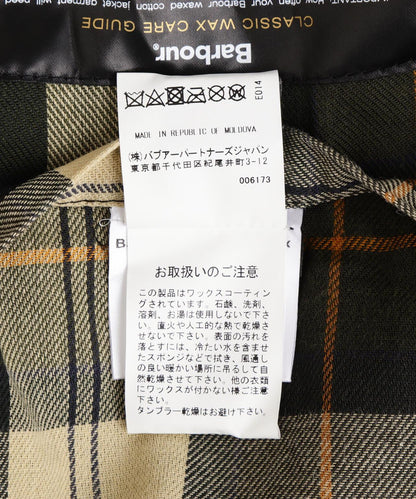 IMPORTANT: How often your Barbour waxed cotton jacket garment will need
CLASSIC WAX CARE GUIDE
Barbour
E014
MADE IN REPUBLIC OF MOLDOVA
(株)バブアーパートナーズジャパン
東京都千代田区紀尾井町3-12
006173
お取扱いのご注意
この製品はワックスコーティン
グされています。石鹸、洗剤、
溶剤、お湯は使用しないで下さ
い。直火や人工的な熱で乾燥さ
せないで下さい。表面の汚れを
落とすには、冷たい水を含ませ
たスポンジなどで拭き、風通し
の良い暖かい場所に吊るして自
然乾燥させて下さい。他の衣類
にワックスが付かない様ご注意
下さい。
タンブラー乾燥はお避け下さい。